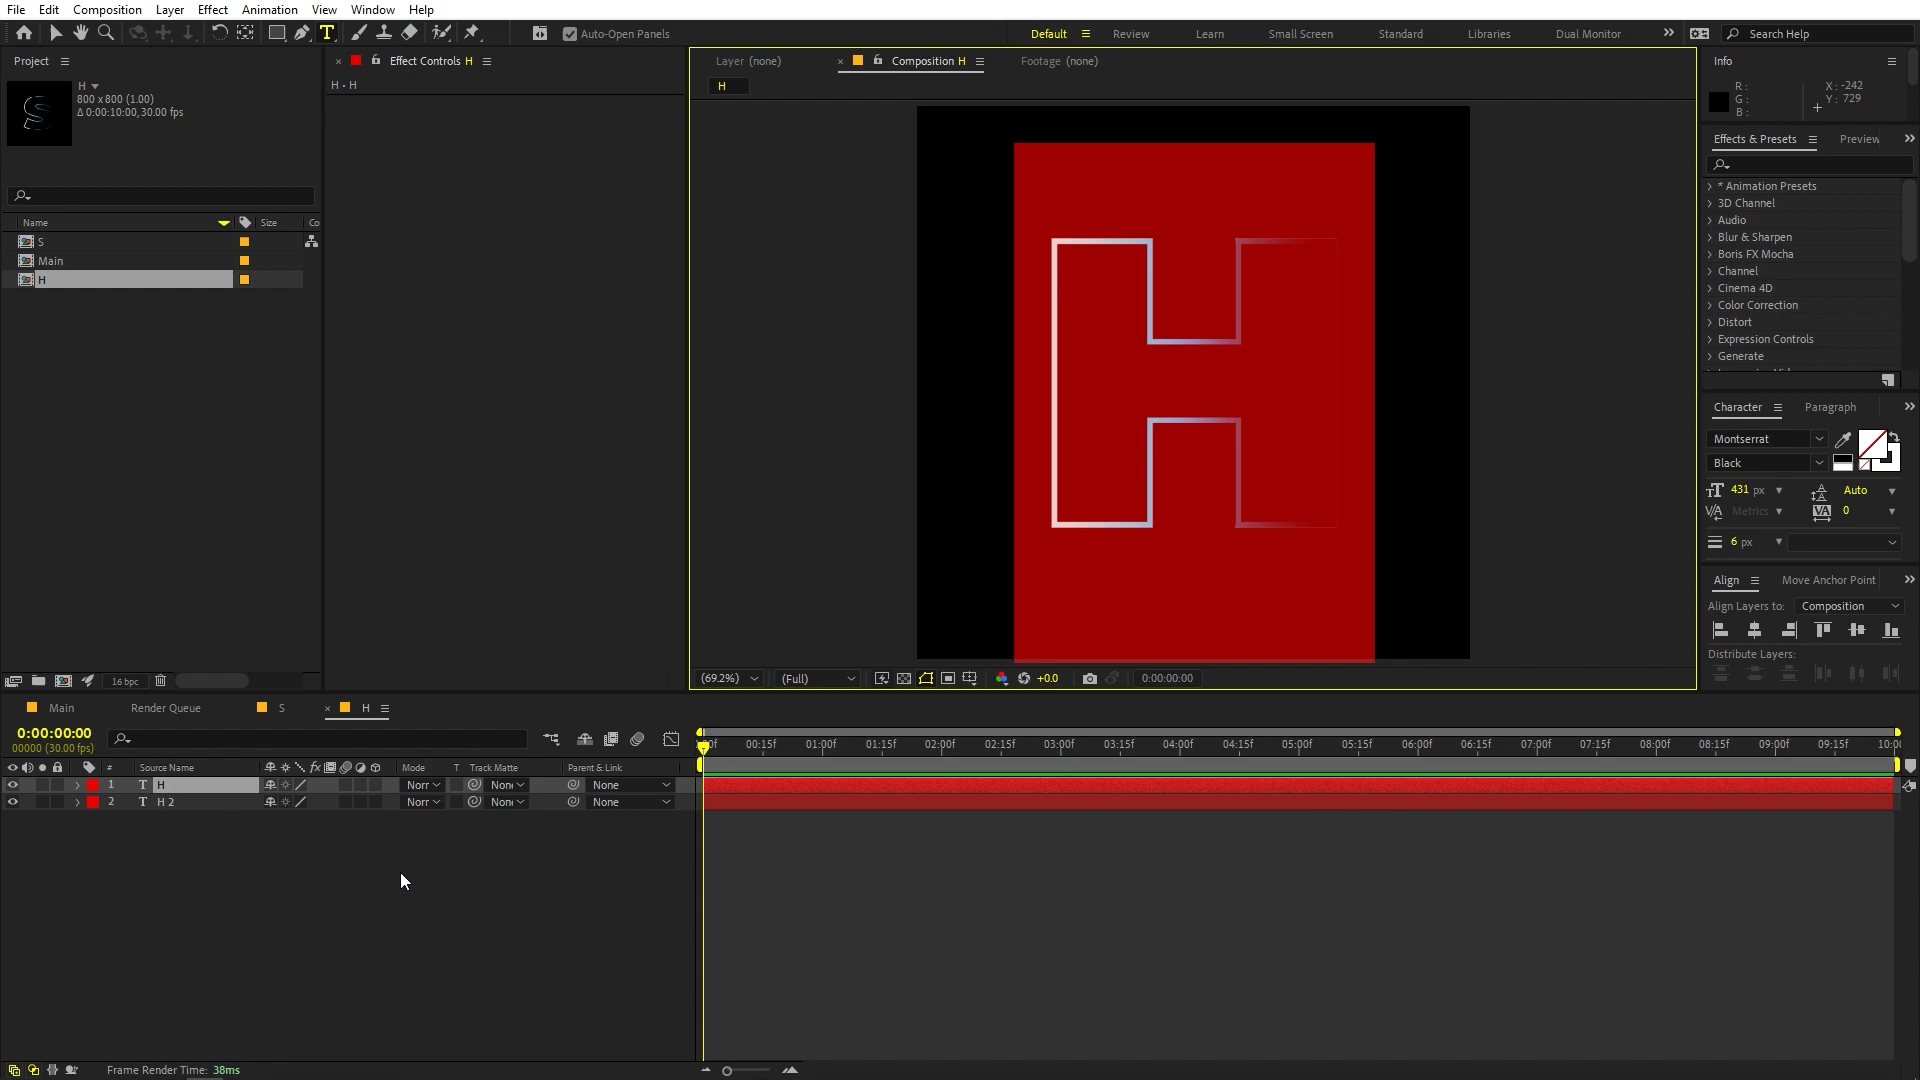 File Edit Composition Layer Effect Animation View Window Help
Auto-Open Panels Default Review Learn Small Screen Standard Libraries Dual Monitor Search Help
Project
H
800 x 800 (1.00)
Δ 0:00:10:00, 30.00 fps
Name Size Co
S
Main
H
16 bpc
Effect Controls H
H • H
Layer (none) Composition H Footage (none)
H
H
(69.2%) (Full) +0.0 0:00:00:00
Info
R : X : -242
G : Y : 729
B :
Effects & Presets Preview
* Animation Presets
3D Channel
Audio
Blur & Sharpen
Boris FX Mocha
Channel
Cinema 4D
Color Correction
Distort
Expression Controls
Generate
Character Paragraph
Montserrat
Black
431 px Auto
Metrics 0
6 px
Align Move Anchor Point
Align Layers to: Composition
Distribute Layers:
Main Render Queue S H
0:00:00:00
00000 (30.00 fps)
00f 00:15f 01:00f 01:15f 02:00f 02:15f 03:00f 03:15f 04:00f 04:15f 05:00f 05:15f 06:00f 06:15f 07:00f 07:15f 08:00f 08:15f 09:00f 09:15f 10:00
# Source Name fx Mode T Track Matte Parent & Link
1 T H Norr None None
2 T H 2 Norr None None
Frame Render Time: 38ms